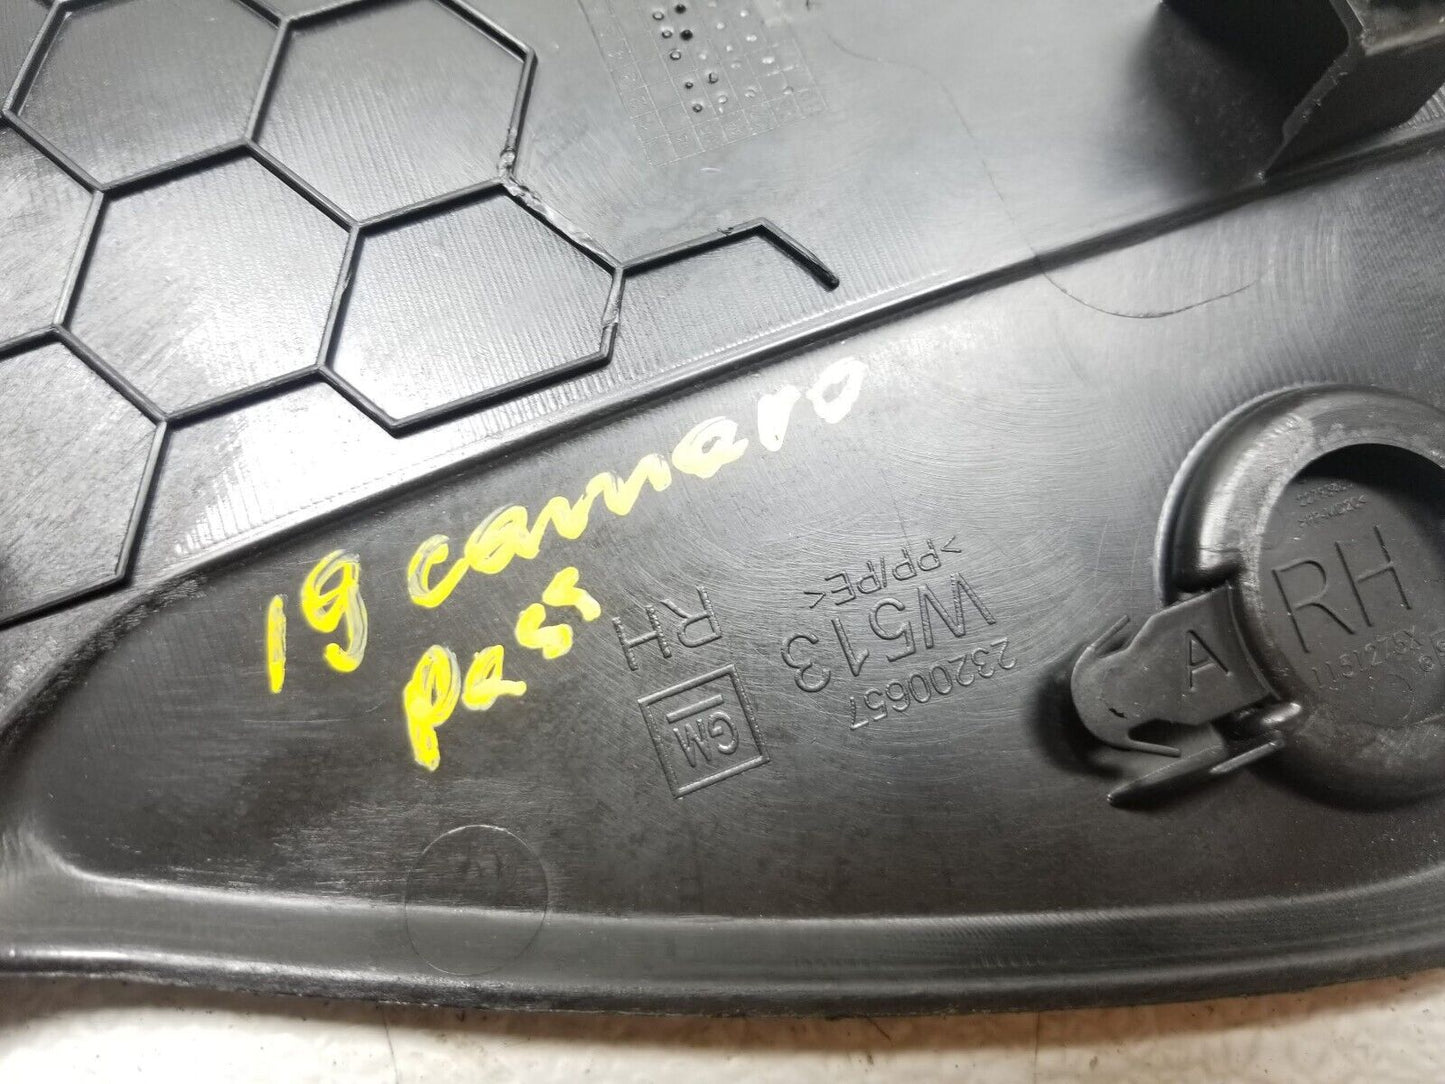 19 camaro
pass
RH
GM
23200657
W513
>PP/PE<
A
RH